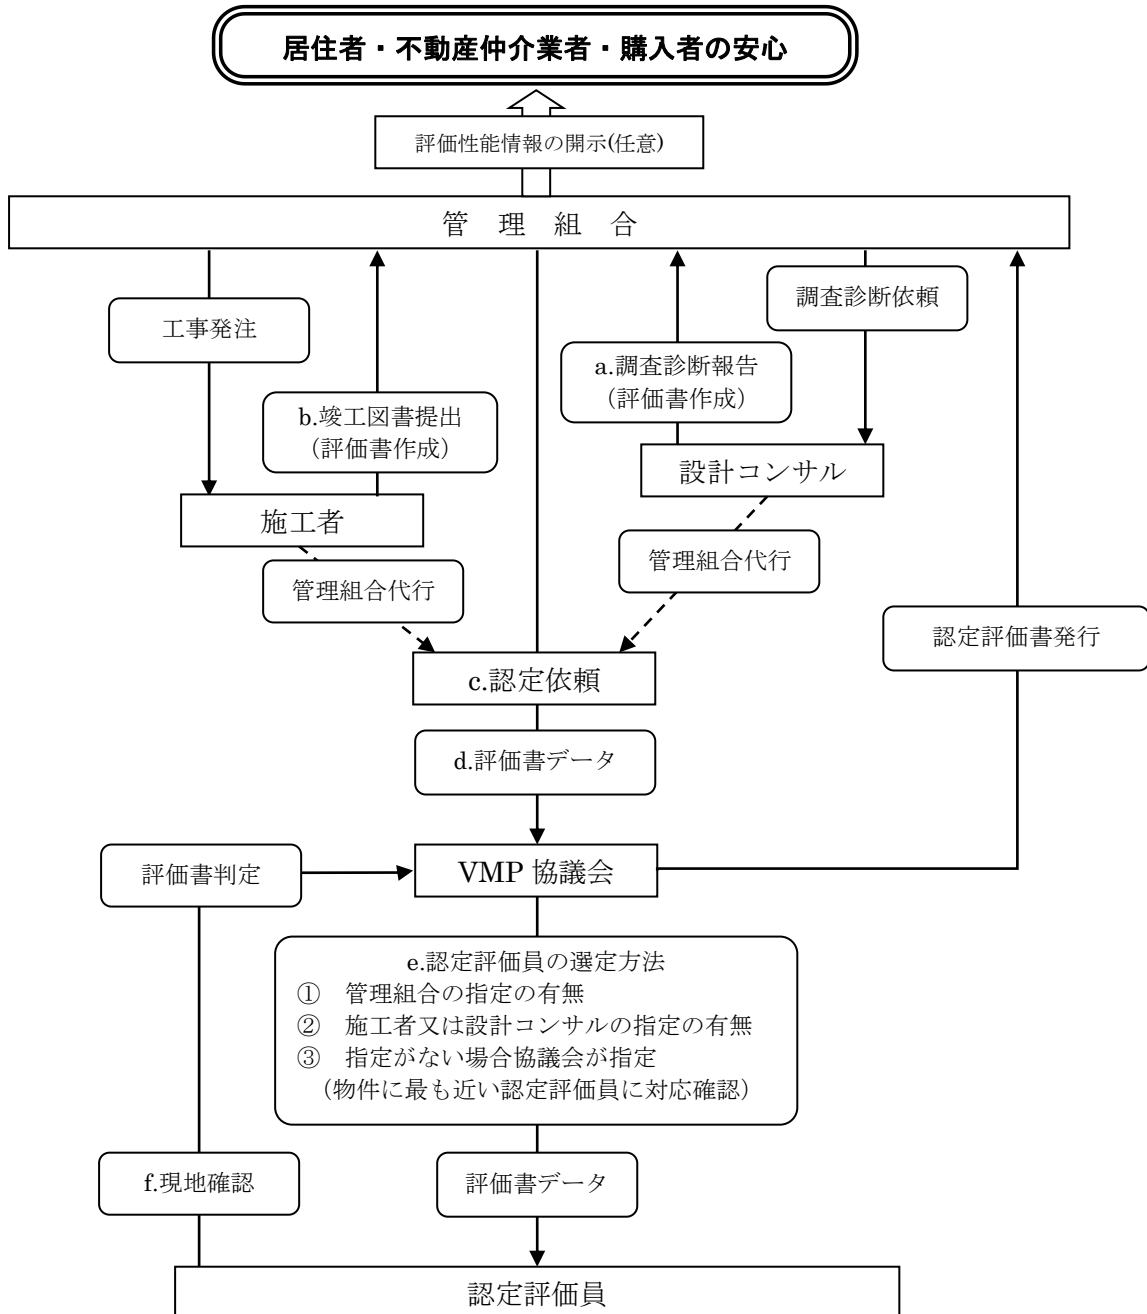 居住者・不動産仲介業者・購入者の安心
評価性能情報の開示(任意)
管 理 組 合
工事発注
調査診断依頼
a.調査診断報告
（評価書作成）
b.竣工図書提出
（評価書作成）
設計コンサル
施工者
管理組合代行
管理組合代行
認定評価書発行
c.認定依頼
d.評価書データ
評価書判定
VMP 協議会
e.認定評価員の選定方法
① 管理組合の指定の有無
② 施工者又は設計コンサルの指定の有無
③ 指定がない場合協議会が指定
（物件に最も近い認定評価員に対応確認）
f.現地確認
評価書データ
認定評価員